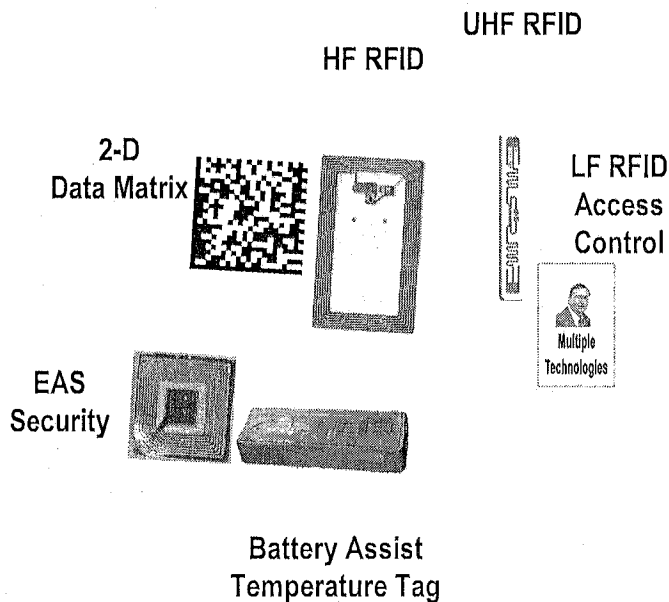 UHF RFID
HF RFID
2-D
Data Matrix
LF RFID
Access
Control
Multiple
Technologies
EAS
Security
Battery Assist
Temperature Tag